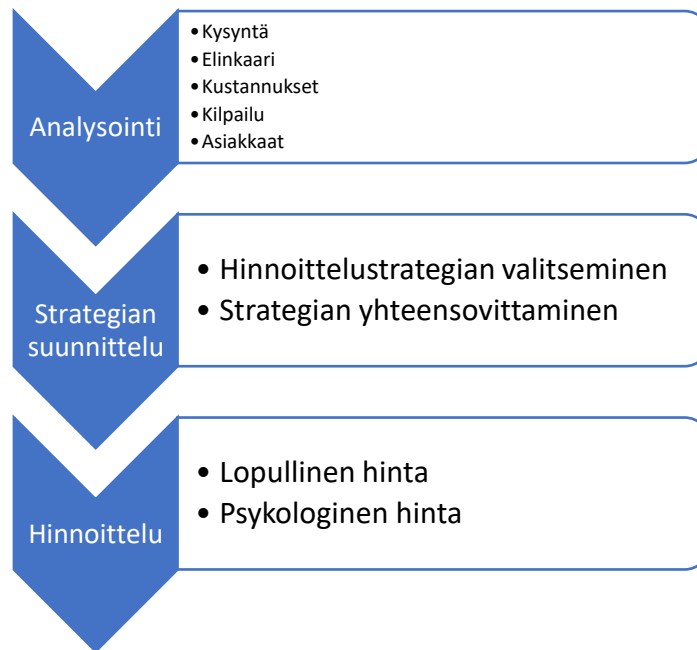 Analysointi
• Kysyntä
• Elinkaari
• Kustannukset
• Kilpailu
• Asiakkaat
Strategian
suunnittelu
• Hinnoittelustrategian valitseminen
• Strategian yhteensovittaminen
Hinnoittelu
• Lopullinen hinta
• Psykologinen hinta